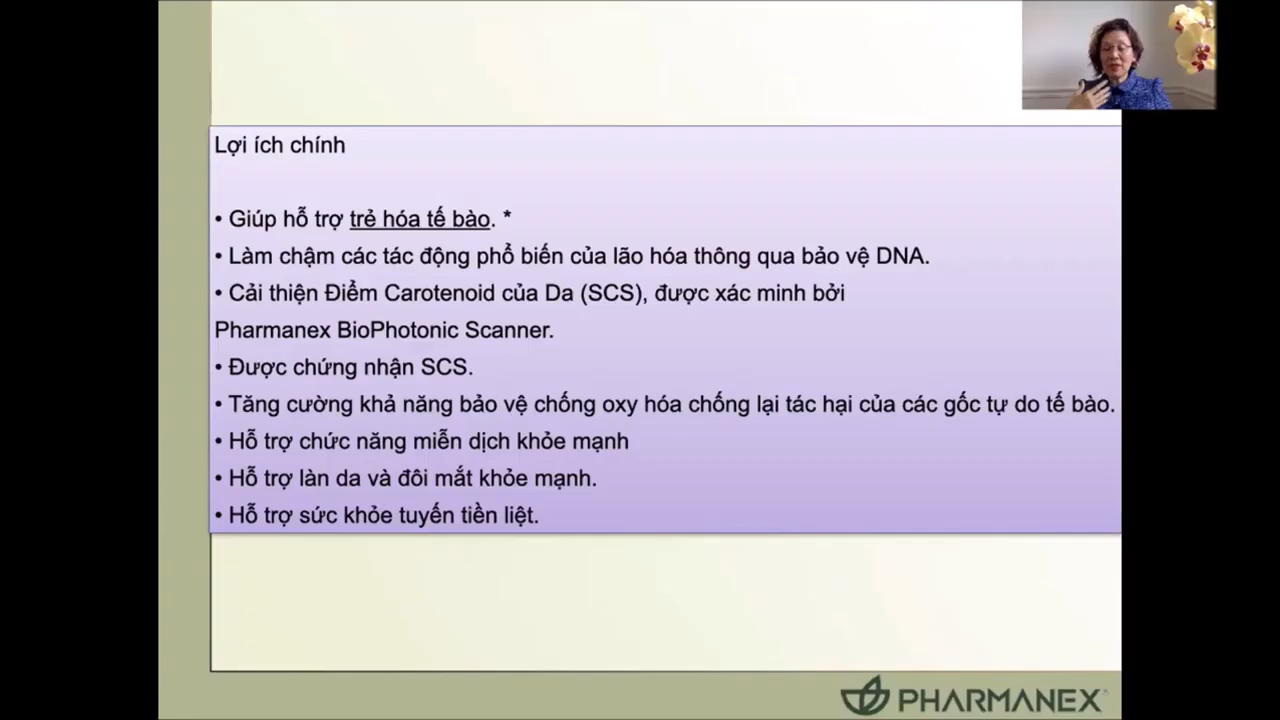 Lợi ích chính
• Giúp hỗ trợ trẻ hóa tế bào. *
• Làm chậm các tác động phổ biến của lão hóa thông qua bảo vệ DNA.
• Cải thiện Điểm Carotenoid của Da (SCS), được xác minh bởi
Pharmanex BioPhotonic Scanner.
• Được chứng nhận SCS.
• Tăng cường khả năng bảo vệ chống oxy hóa chống lại tác hại của các gốc tự do tế bào.
• Hỗ trợ chức năng miễn dịch khỏe mạnh
• Hỗ trợ làn da và đôi mắt khỏe mạnh.
• Hỗ trợ sức khỏe tuyến tiền liệt.
PHARMANEX